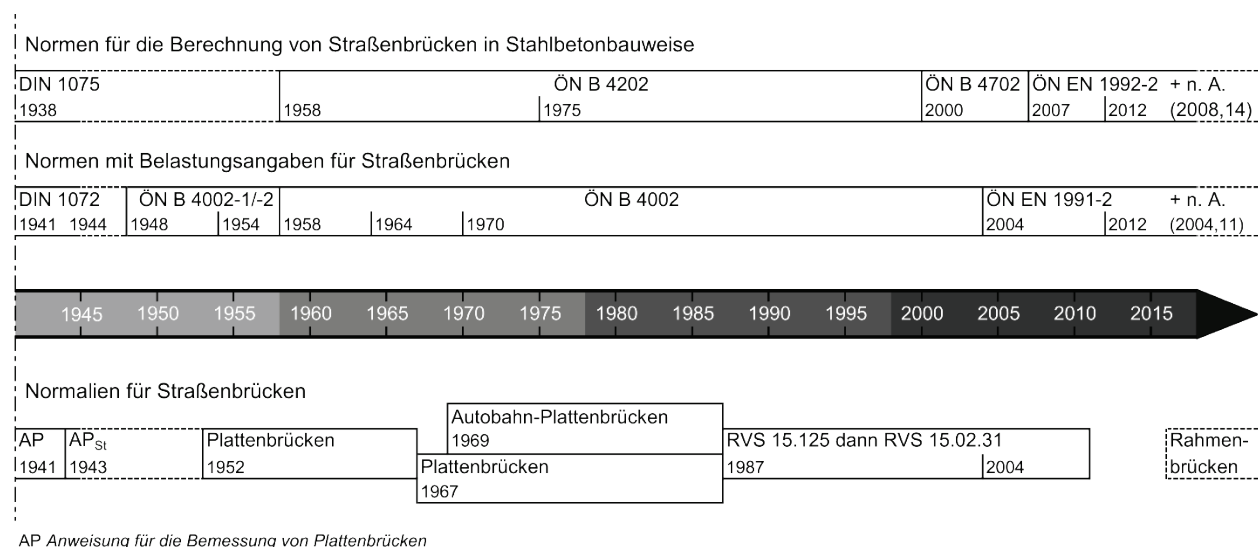 Normen für die Berechnung von Straßenbrücken in Stahlbetonbauweise
DIN 1075 ÖN B 4202 ÖN B 4702 ÖN EN 1992-2 + n. A.
1938 1958 1975 2000 2007 2012 (2008,14)
Normen mit Belastungsangaben für Straßenbrücken
DIN 1072 ÖN B 4002-1/-2 ÖN B 4002 ÖN EN 1991-2 + n. A.
1941 1944 1948 1954 1958 1964 1970 2004 2012 (2004,11)
1945 1950 1955 1960 1965 1970 1975 1980 1985 1990 1995 2000 2005 2010 2015
Normalien für Straßenbrücken
Autobahn-Plattenbrücken
1969
AP APSt Plattenbrücken RVS 15.125 dann RVS 15.02.31 Rahmen-
1941 1943 1952 1987 2004 brücken
Plattenbrücken
1967
AP Anweisung für die Bemessung von Plattenbrücken